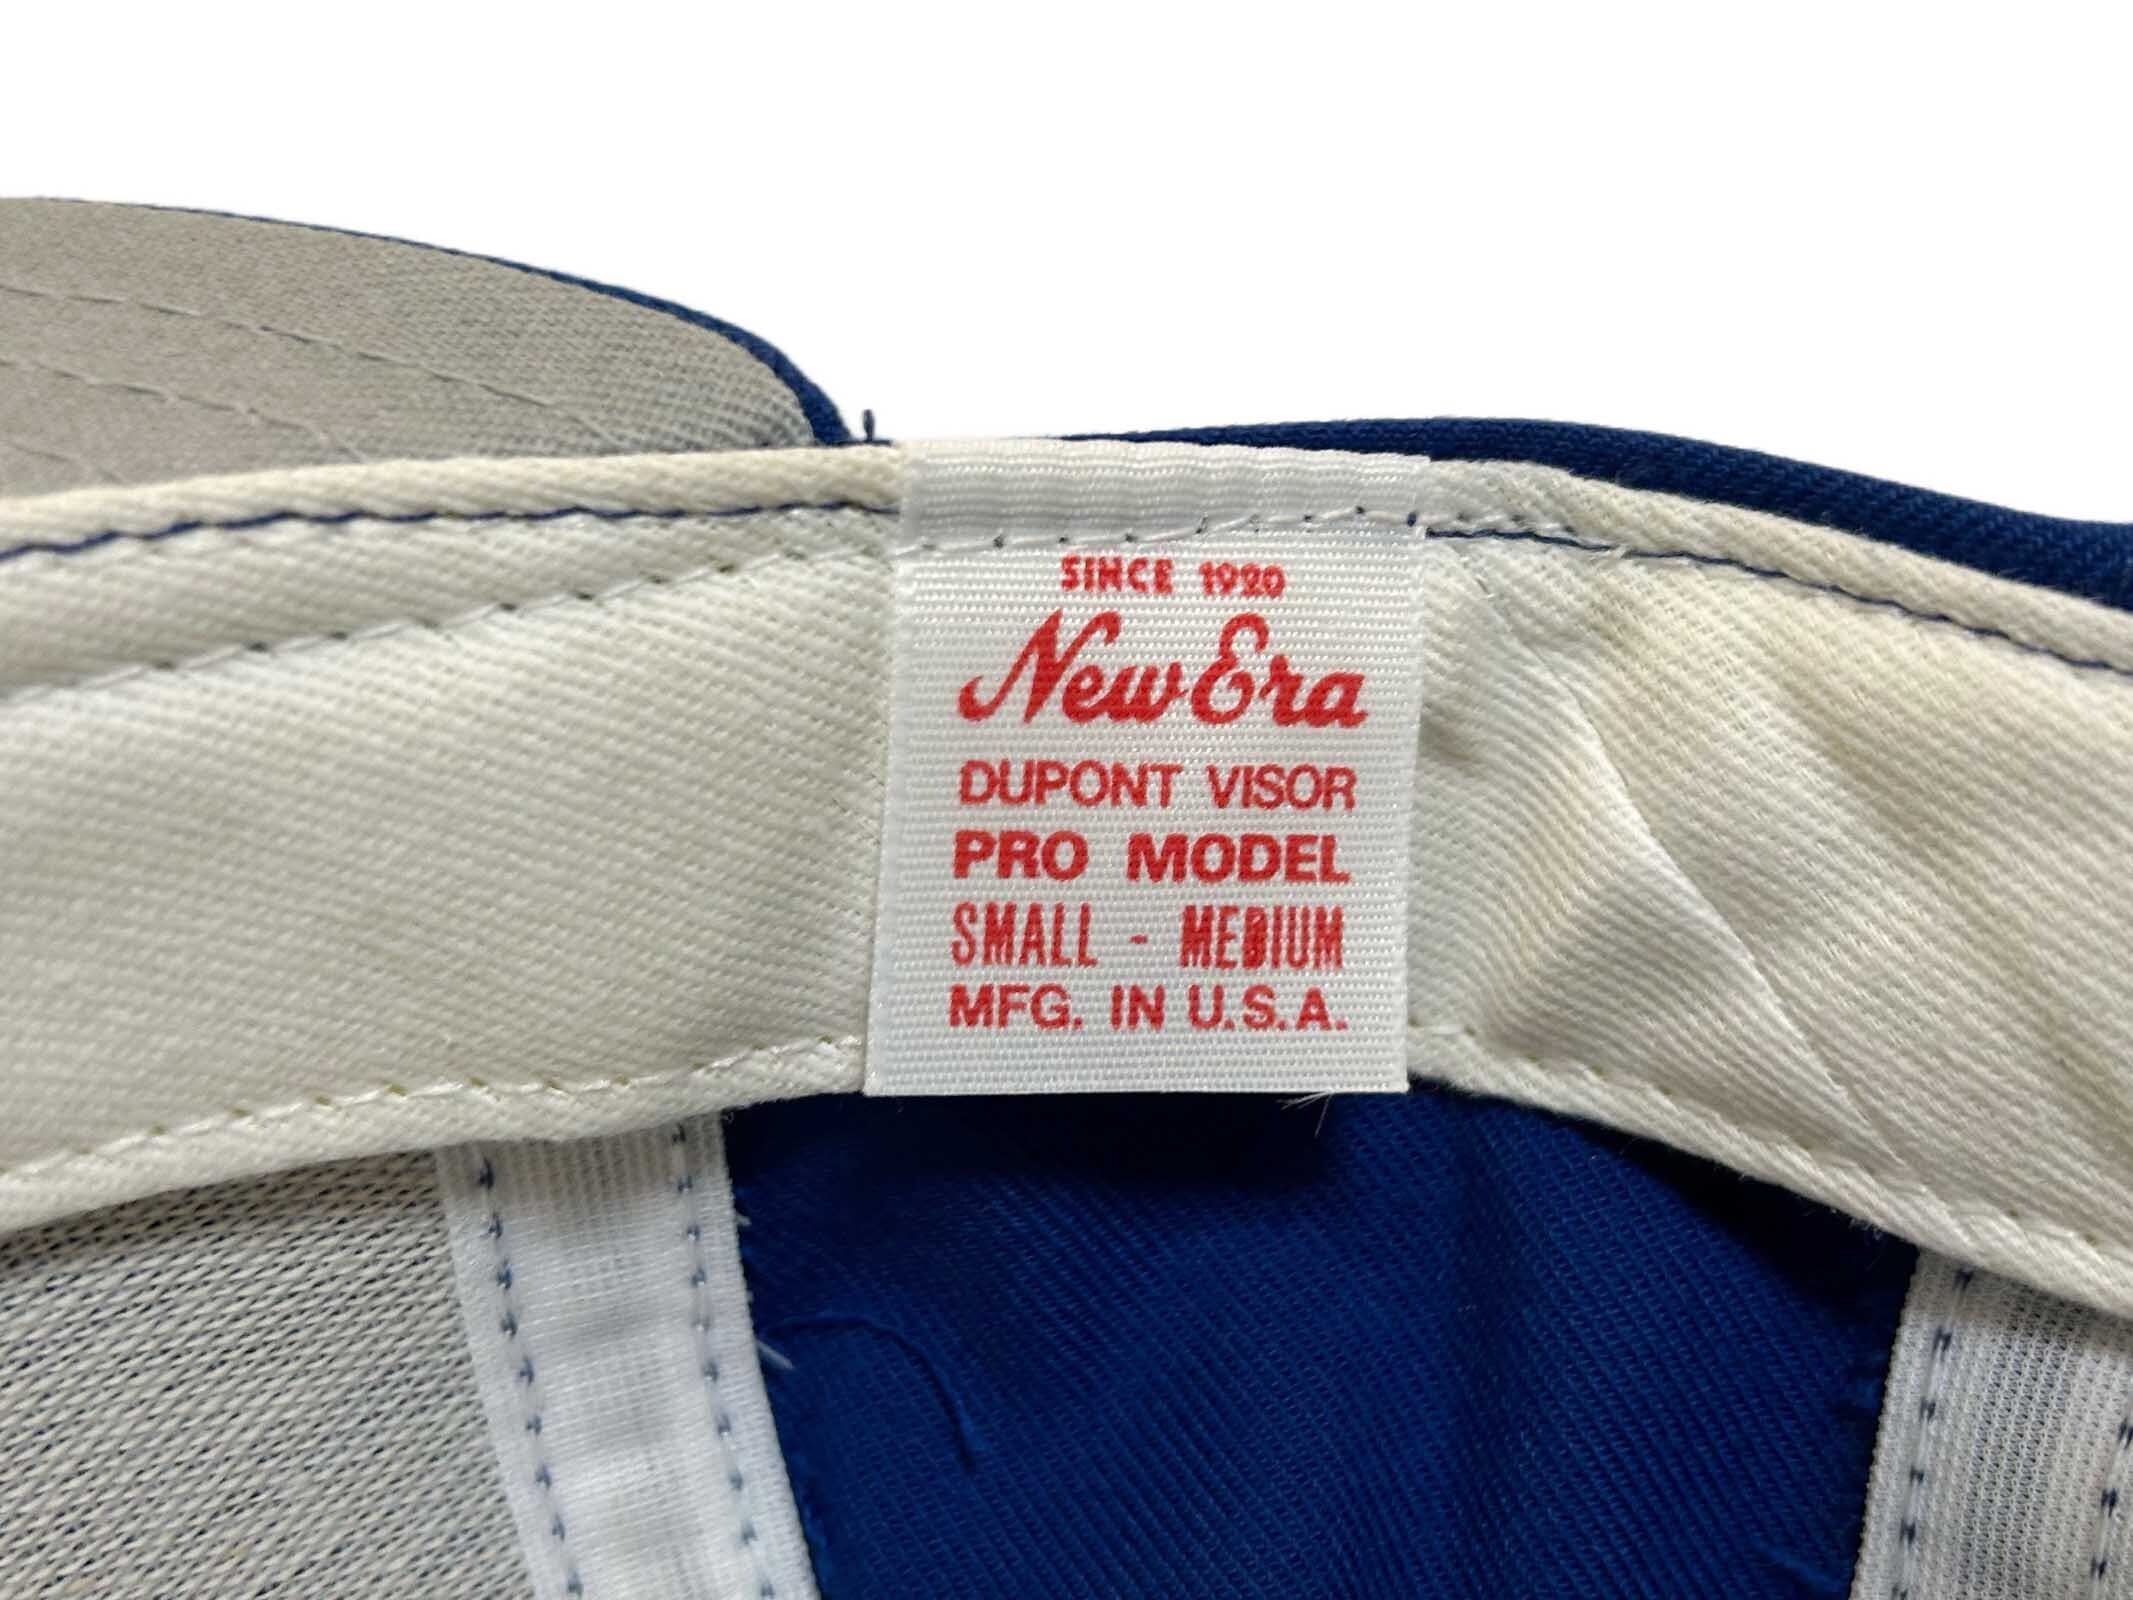 SINCE 1920
New Era
DUPONT VISOR
PRO MODEL
SMALL - MEDIUM
MFG. IN U.S.A.